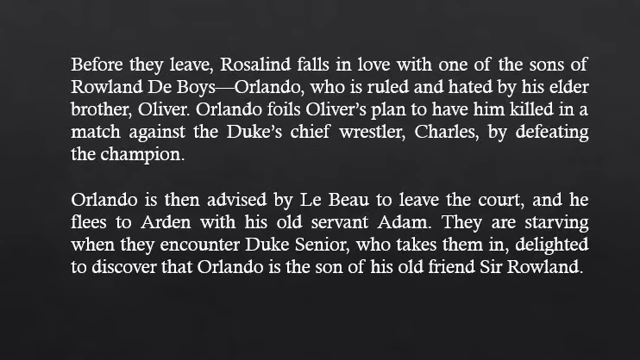 Before they leave, Rosalind falls in love with one of the sons of
Rowland De Boys—Orlando, who is ruled and hated by his elder
brother, Oliver. Orlando foils Oliver’s plan to have him killed in a
match against the Duke’s chief wrestler, Charles, by defeating
the champion.
Orlando is then advised by Le Beau to leave the court, and he
flees to Arden with his old servant Adam. They are starving
when they encounter Duke Senior, who takes them in, delighted
to discover that Orlando is the son of his old friend Sir Rowland.